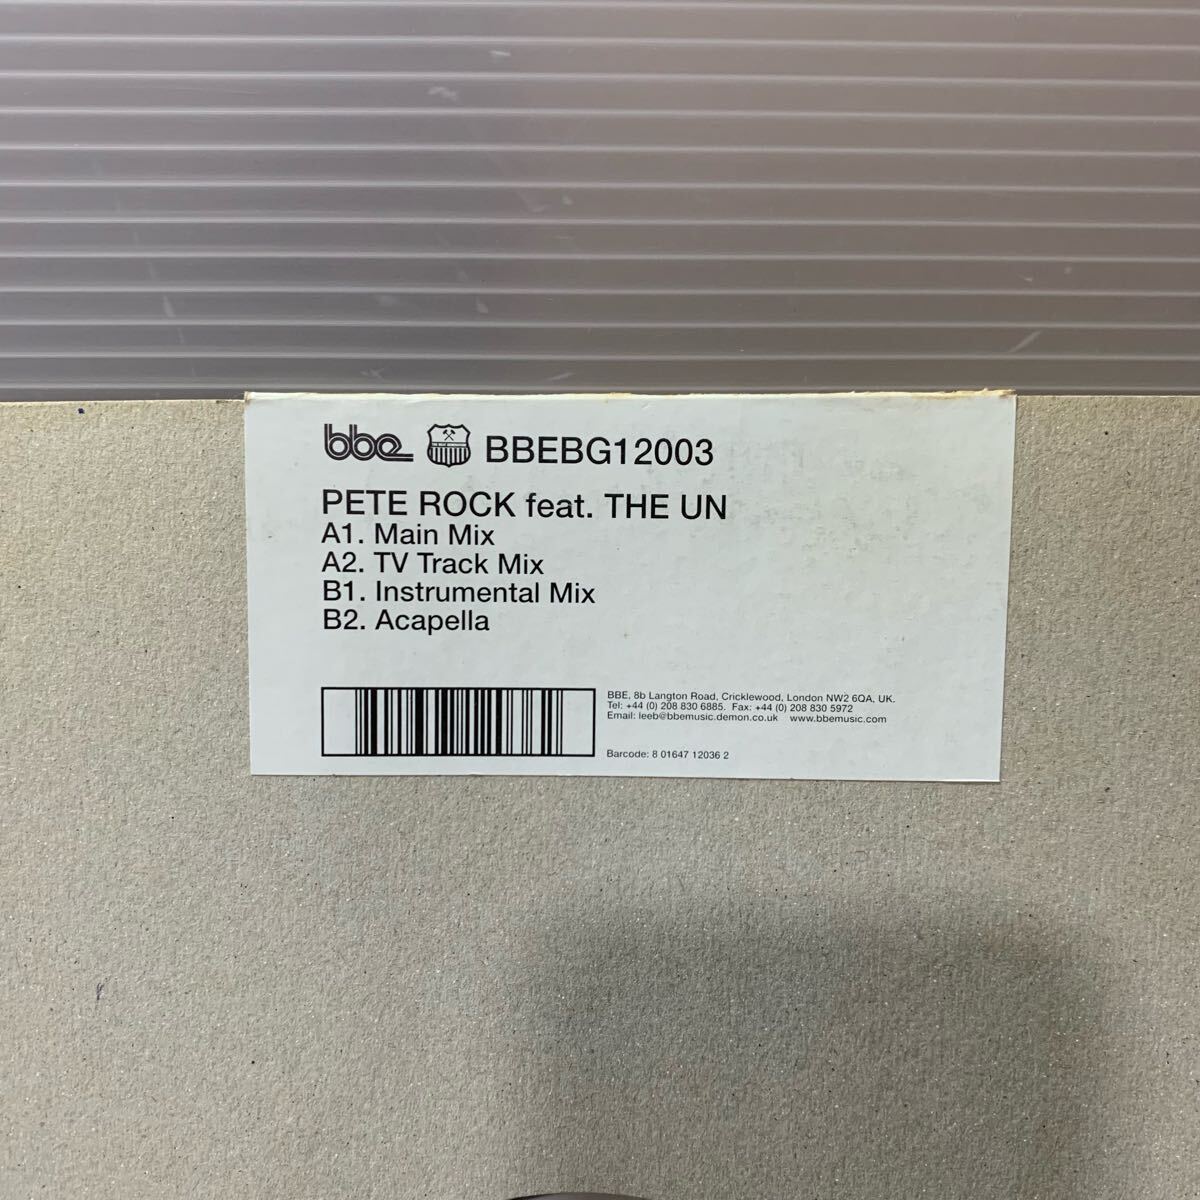 bbe BBEBG12003
PETE ROCK feat. THE UN
A1. Main Mix
A2. TV Track Mix
B1. Instrumental Mix
B2. Acapella
BBE, 8b Langton Road, Cricklewood, London NW2 6QA, UK.
Tel: +44 (0) 208 830 6885. Fax: +44 (0) 208 830 5972
Email: leeb@bbemusic.demon.co.uk www.bbemusic.com
Barcode: 8 01647 12036 2